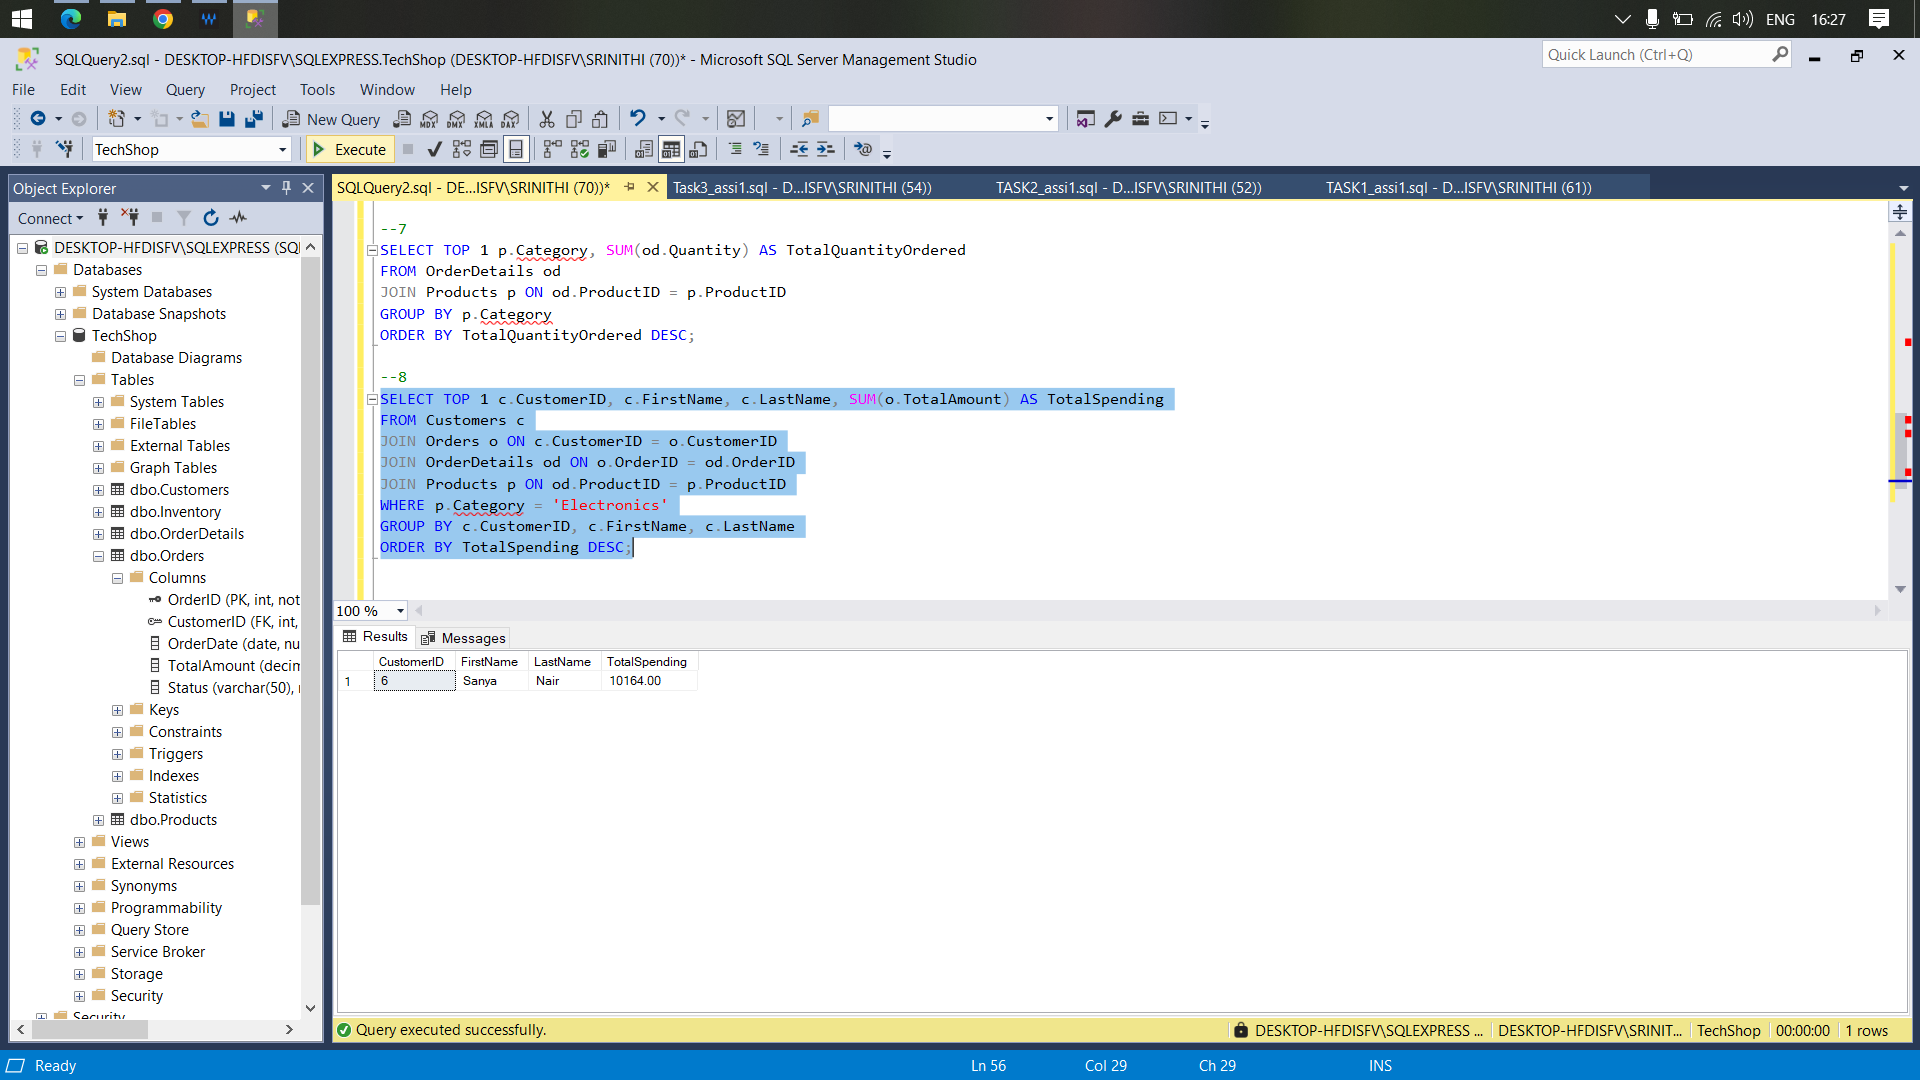 ENG
16:27
SQLQuery2.sql - DESKTOP-HFDISFV\SQLEXPRESS.TechShop (DESKTOP-HFDISFV\SRINITHI (70))* - Microsoft SQL Server Management Studio
Quick Launch (Ctrl+Q)
File Edit View Query Project Tools Window Help
New Query
MDX DMX XMLA DAX
TechShop
Execute
Object Explorer
SQLQuery2.sql - DE...ISFV\SRINITHI (70))*
Task3_assi1.sql - D...ISFV\SRINITHI (54))
TASK2_assi1.sql - D...ISFV\SRINITHI (52))
TASK1_assi1.sql - D...ISFV\SRINITHI (61))
Connect
DESKTOP-HFDISFV\SQLEXPRESS (SQL
Databases
System Databases
Database Snapshots
TechShop
Database Diagrams
Tables
System Tables
FileTables
External Tables
Graph Tables
dbo.Customers
dbo.Inventory
dbo.OrderDetails
dbo.Orders
Columns
OrderID (PK, int, not
CustomerID (FK, int,
OrderDate (date, nu
TotalAmount (decim
Status (varchar(50), n
Keys
Constraints
Triggers
Indexes
Statistics
dbo.Products
Views
External Resources
Synonyms
Programmability
Query Store
Service Broker
Storage
Security
Security
--7
SELECT TOP 1 p.Category, SUM(od.Quantity) AS TotalQuantityOrdered
FROM OrderDetails od
JOIN Products p ON od.ProductID = p.ProductID
GROUP BY p.Category
ORDER BY TotalQuantityOrdered DESC;
--8
SELECT TOP 1 c.CustomerID, c.FirstName, c.LastName, SUM(o.TotalAmount) AS TotalSpending
FROM Customers c
JOIN Orders o ON c.CustomerID = o.CustomerID
JOIN OrderDetails od ON o.OrderID = od.OrderID
JOIN Products p ON od.ProductID = p.ProductID
WHERE p.Category = 'Electronics'
GROUP BY c.CustomerID, c.FirstName, c.LastName
ORDER BY TotalSpending DESC;
100 %
Results Messages
CustomerID FirstName LastName TotalSpending
1 6 Sanya Nair 10164.00
Query executed successfully.
DESKTOP-HFDISFV\SQLEXPRESS ...
DESKTOP-HFDISFV\SRINIT...
TechShop
00:00:00
1 rows
Ready
Ln 56
Col 29
Ch 29
INS